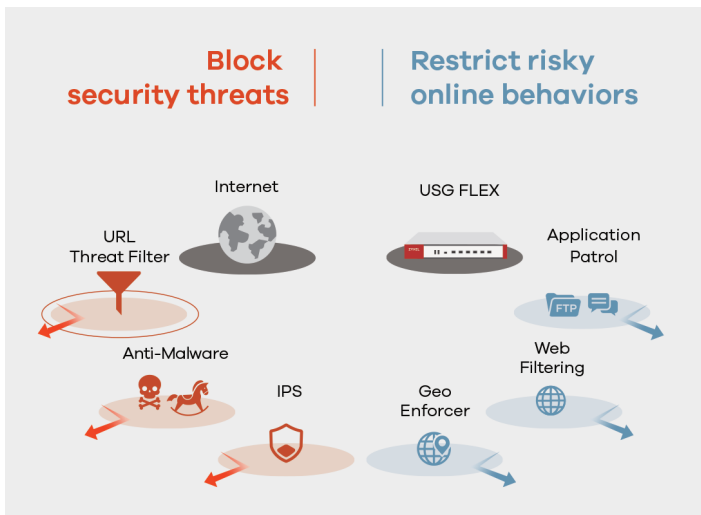 Block
security threats
Restrict risky
online behaviors
Internet
USG FLEX
URL
Threat Filter
Application
Patrol
FTP
Anti-Malware
Web
Filtering
IPS
Geo
Enforcer